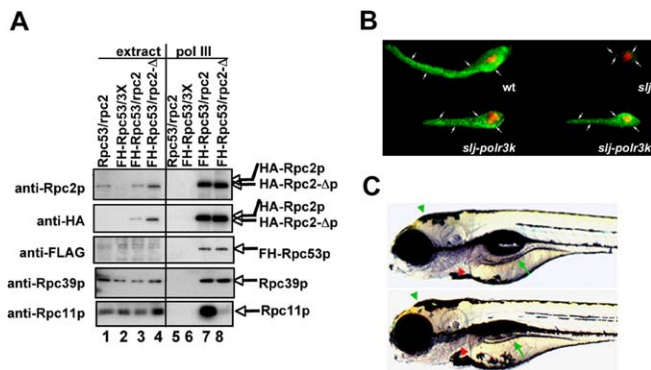 A
extract
pol III
Rpc53/rpc2
FH-Rpc53/3X
FH-Rpc53/rpc2
FH-Rpc53/rpc2-Δ
Rpc53/rpc2
FH-Rpc53/3X
FH-Rpc53/rpc2
FH-Rpc53/rpc2-Δ
anti-Rpc2p
HA-Rpc2p
HA-Rpc2-Δp
anti-HA
HA-Rpc2p
HA-Rpc2-Δp
anti-FLAG
FH-Rpc53p
anti-Rpc39p
Rpc39p
anti-Rpc11p
Rpc11p
1 2 3 4 5 6 7 8
B
wt
slj
slj-polr3k
slj-polr3k
C